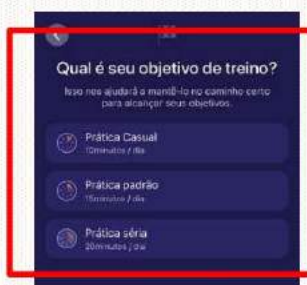 Qual é seu objetivo de treino?
Isso nos ajudará a mantê-lo no caminho certo
para alcançar seus objetivos.
Prática Casual
10minutos / dia
Prática padrão
15minutos / dia
Prática séria
20minutos / dia